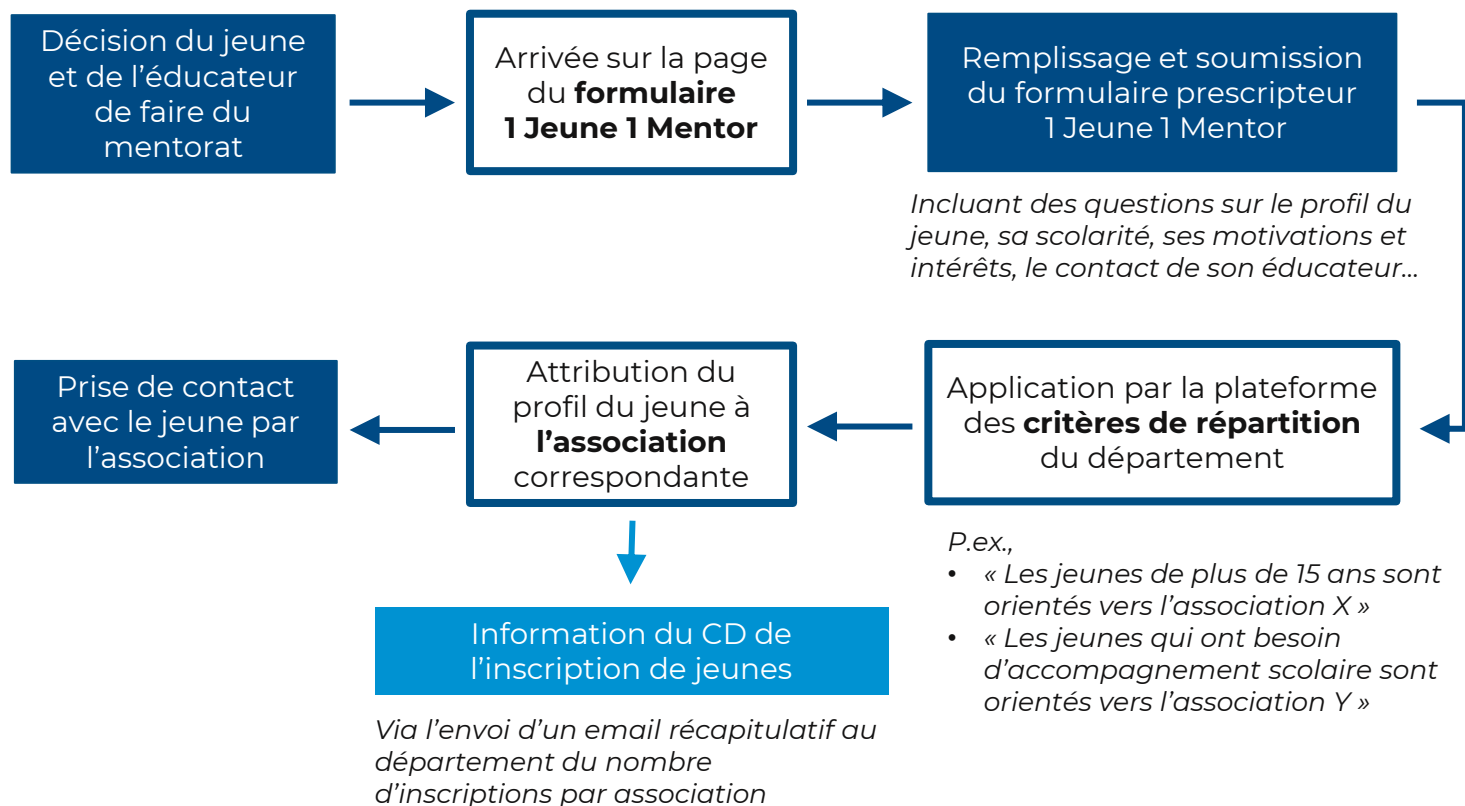 Décision du jeune
et de l’éducateur
de faire du
mentorat
Arrivée sur la page
du formulaire
1 Jeune 1 Mentor
Remplissage et soumission
du formulaire prescripteur
1 Jeune 1 Mentor
Incluant des questions sur le profil du
jeune, sa scolarité, ses motivations et
intérêts, le contact de son éducateur…
Application par la plateforme
des critères de répartition
du département
P.ex.,
• « Les jeunes de plus de 15 ans sont
orientés vers l’association X »
• « Les jeunes qui ont besoin
d’accompagnement scolaire sont
orientés vers l’association Y »
Attribution du
profil du jeune à
l’association
correspondante
Prise de contact
avec le jeune par
l’association
Information du CD de
l’inscription de jeunes
Via l’envoi d’un email récapitulatif au
département du nombre
d’inscriptions par association